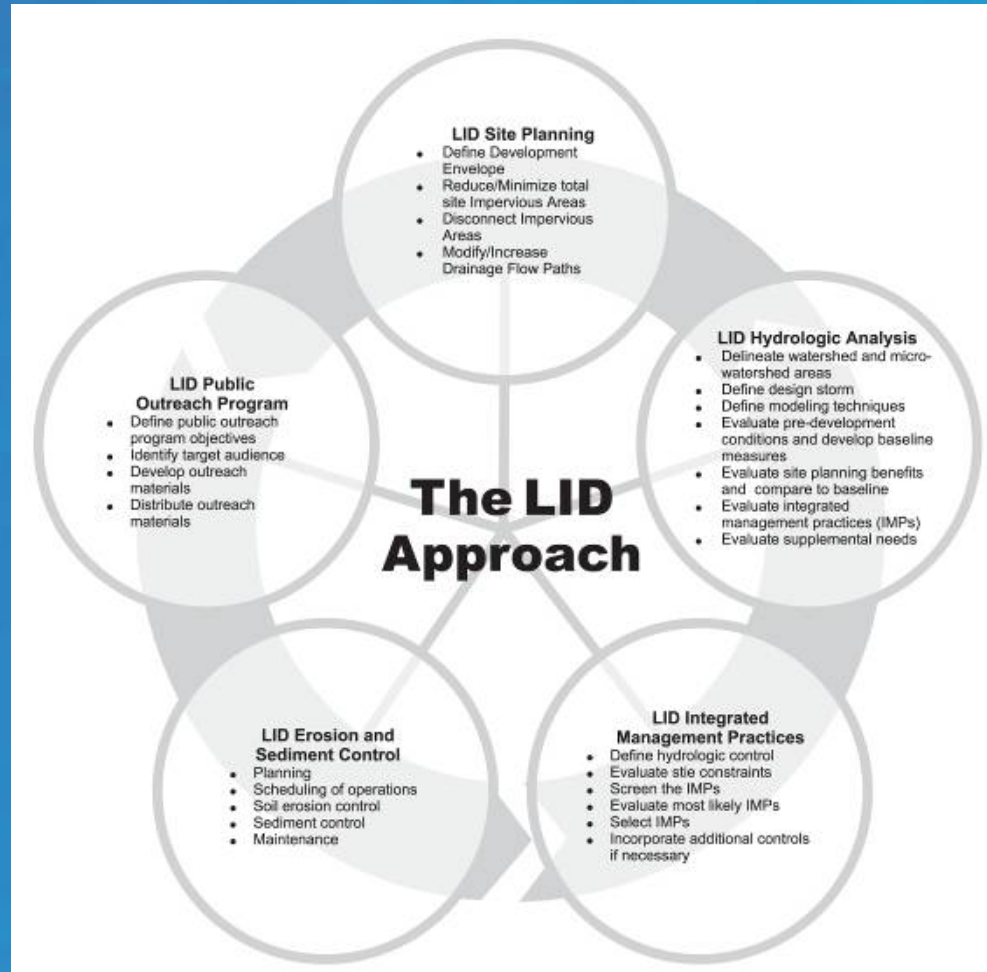 LID Site Planning
• Define Development
Envelope
• Reduce/Minimize total
site Impervious Areas
• Disconnect Impervious
Areas
• Modify/Increase
Drainage Flow Paths
LID Hydrologic Analysis
• Delineate watershed and micro-
watershed areas
• Define design storm
• Define modeling techniques
• Evaluate pre-development
conditions and develop baseline
measures
• Evaluate site planning benefits
and compare to baseline
• Evaluate integrated
management practices (IMPs)
• Evaluate supplemental needs
LID Public
Outreach Program
• Define public outreach
program objectives
• Identify target audience
• Develop outreach
materials
• Distribute outreach
materials
The LID
Approach
LID Erosion and
Sediment Control
• Planning
• Scheduling of operations
• Soil erosion control
• Sediment control
• Maintenance
LID Integrated
Management Practices
• Define hydrologic control
• Evaluate stie constraints
• Screen the IMPs
• Evaluate most likely IMPs
• Select IMPs
• Incorporate additional controls
if necessary